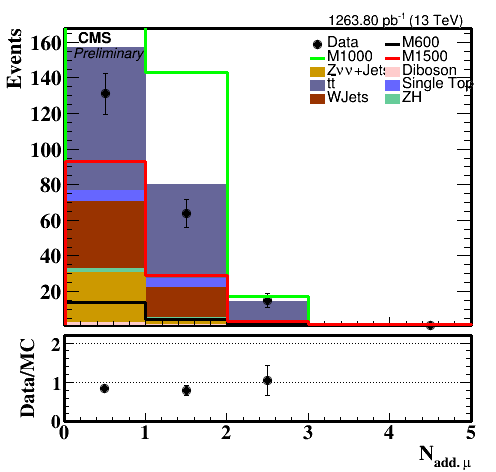 1263.80 pb⁻¹ (13 TeV)
CMS
Preliminary
Data
M600
M1000
M1500
Zνν+Jets
Diboson
tt
Single Top
WJets
ZH
Events
160
140
120
100
80
60
40
20
Data/MC
2
1
0
0 1 2 3 4 5
N_add. μ